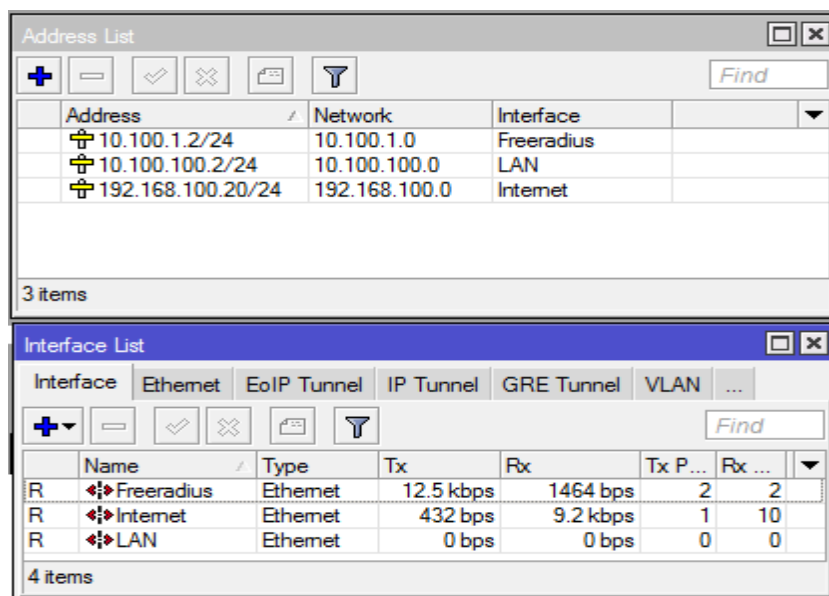 Address List
Find
Address Network Interface
10.100.1.2/24 10.100.1.0 Freeradius
10.100.100.2/24 10.100.100.0 LAN
192.168.100.20/24 192.168.100.0 Internet
3 items
Interface List
Interface Ethernet EoIP Tunnel IP Tunnel GRE Tunnel VLAN ...
Find
Name Type Tx Rx Tx P... Rx ...
R Freeradius Ethernet 12.5 kbps 1464 bps 2 2
R Internet Ethernet 432 bps 9.2 kbps 1 10
R LAN Ethernet 0 bps 0 bps 0 0
4 items